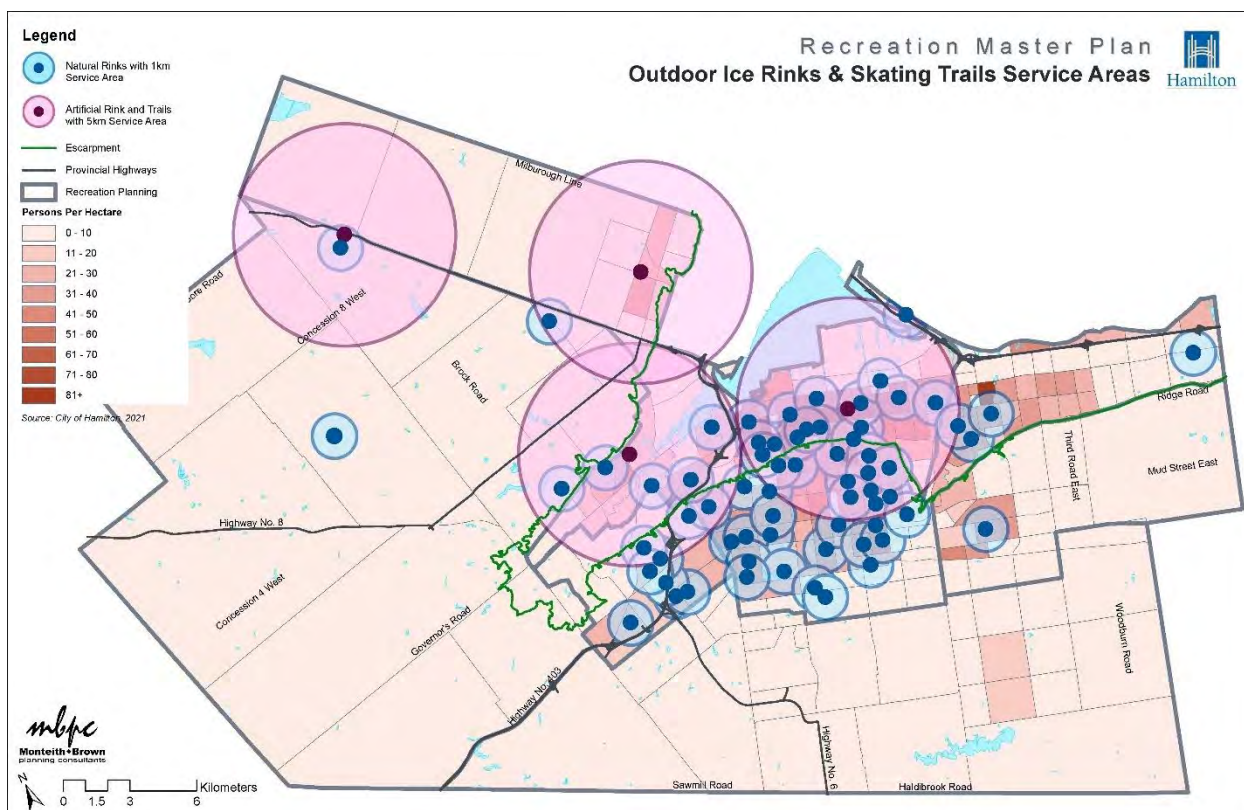 Legend
Natural Rinks with 1km
Service Area
Artificial Rink and Trails
with 5km Service Area
Escarpment
Provincial Highways
Recreation Planning
Persons Per Hectare
0 - 10
11 - 20
21 - 30
31 - 40
41 - 50
51 - 60
61 - 70
71 - 80
81+
Source: City of Hamilton, 2021
Recreation Master Plan
Outdoor Ice Rinks & Skating Trails Service Areas
Hamilton
Milburough Line
ore Road
Concession 8 West
Brock Road
Highway No. 8
Concession 4 West
Governor's Road
Highway No. 403
Ridge Road
Third Road East
Mud Street East
Woodburn Road
Highway No. 6
Sawmill Road
Haldibrook Road
mbpc
Monteith+Brown
planning consultants
N
Kilometers
0 1.5 3 6